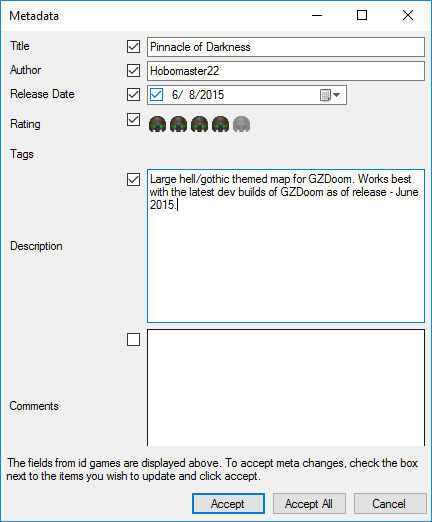 Metadata
Title
Pinnacle of Darkness
Author
Hobomaster22
Release Date
6/ 8/2015
Rating
Tags
Large hell/gothic themed map for GZDoom. Works best
with the latest dev builds of GZDoom as of release - June
2015.
Description
Comments
The fields from id games are displayed above. To accept meta changes, check the box
next to the items you wish to update and click accept.
Accept
Accept All
Cancel